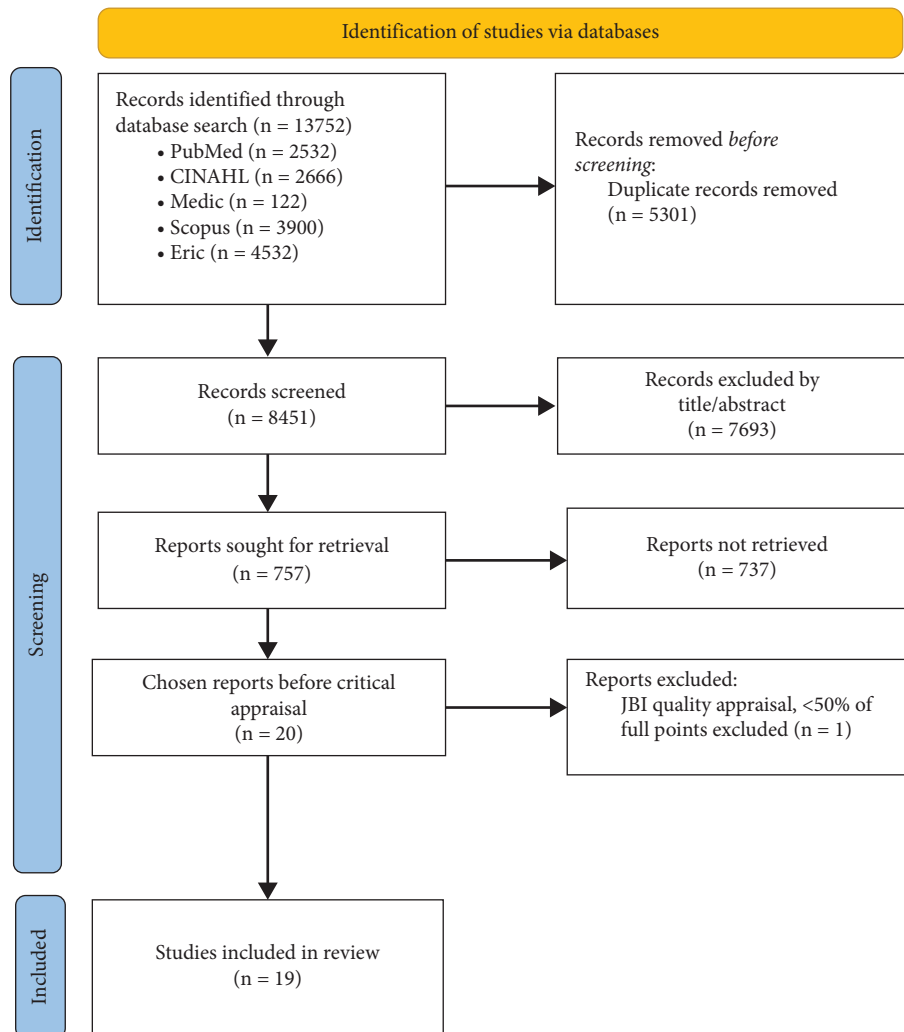 Identification of studies via databases
Identification
Records identified through
database search (n = 13752)
• PubMed (n = 2532)
• CINAHL (n = 2666)
• Medic (n = 122)
• Scopus (n = 3900)
• Eric (n = 4532)
Records removed before
screening:
Duplicate records removed
(n = 5301)
Screening
Records screened
(n = 8451)
Records excluded by
title/abstract
(n = 7693)
Reports sought for retrieval
(n = 757)
Reports not retrieved
(n = 737)
Chosen reports before critical
appraisal
(n = 20)
Reports excluded:
JBI quality appraisal, <50% of
full points excluded (n = 1)
Included
Studies included in review
(n = 19)